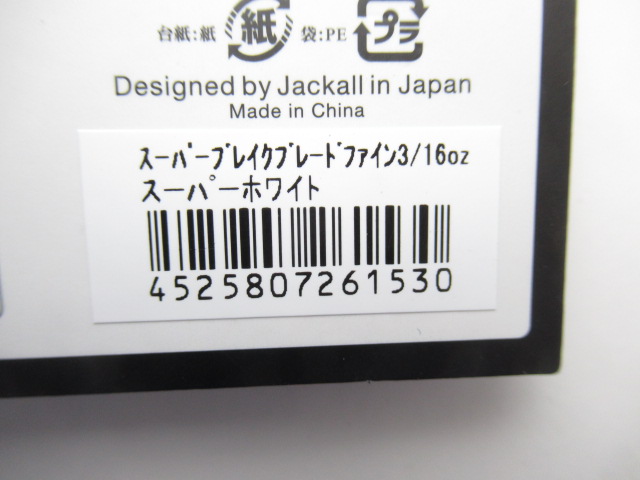 台紙:紙 紙 袋:PE プラ
Designed by Jackall in Japan
Made in China
ｽｰﾊﾟｰﾌﾞﾚｲｸﾌﾞﾚｰﾄﾞﾌｧｲﾝ3/16oz
スーパーホワイト
4525807261530